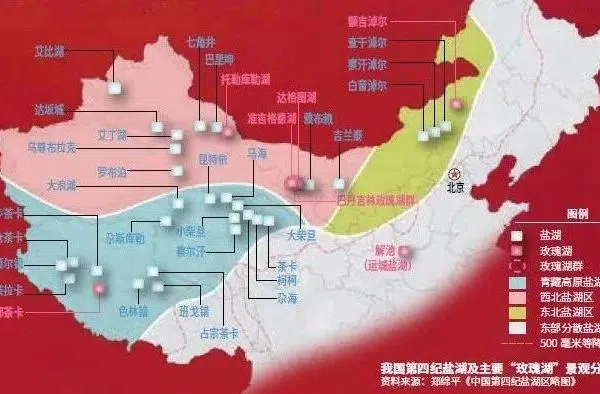 艾比湖
七角井
巴里坤
托勒库勒湖
额吉淖尔
查干淖尔
察汗淖尔
白音淖尔
达坂城
艾丁湖
乌尊布拉克
罗布泊
大浪湖
达格图湖
准吉格德湖
雅布赖
吉兰泰
昆特依
马海
巴丹吉林玫瑰湖群
北京
尕斯库勒
小柴旦
察尔汗
大柴旦
茶卡
柯柯
尕海
解池
(运城盐湖)
茶卡
茶卡
拉卡
茶卡
色林错
班戈错
占宗茶卡
图例
盐湖
玫瑰湖
玫瑰湖群
青藏高原盐湖
西北盐湖区
东北盐湖区
东部分散盐湖
500 毫米等降
我国第四纪盐湖及主要“玫瑰湖”景观分
资料来源:郑绵平《中国第四纪盐湖区略图》